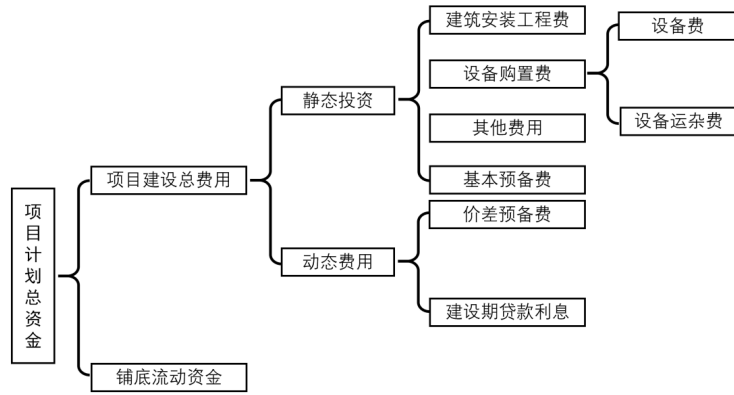 项目计划总资金
项目建设总费用
铺底流动资金
静态投资
动态费用
建筑安装工程费
设备购置费
其他费用
基本预备费
价差预备费
建设期贷款利息
设备费
设备运杂费